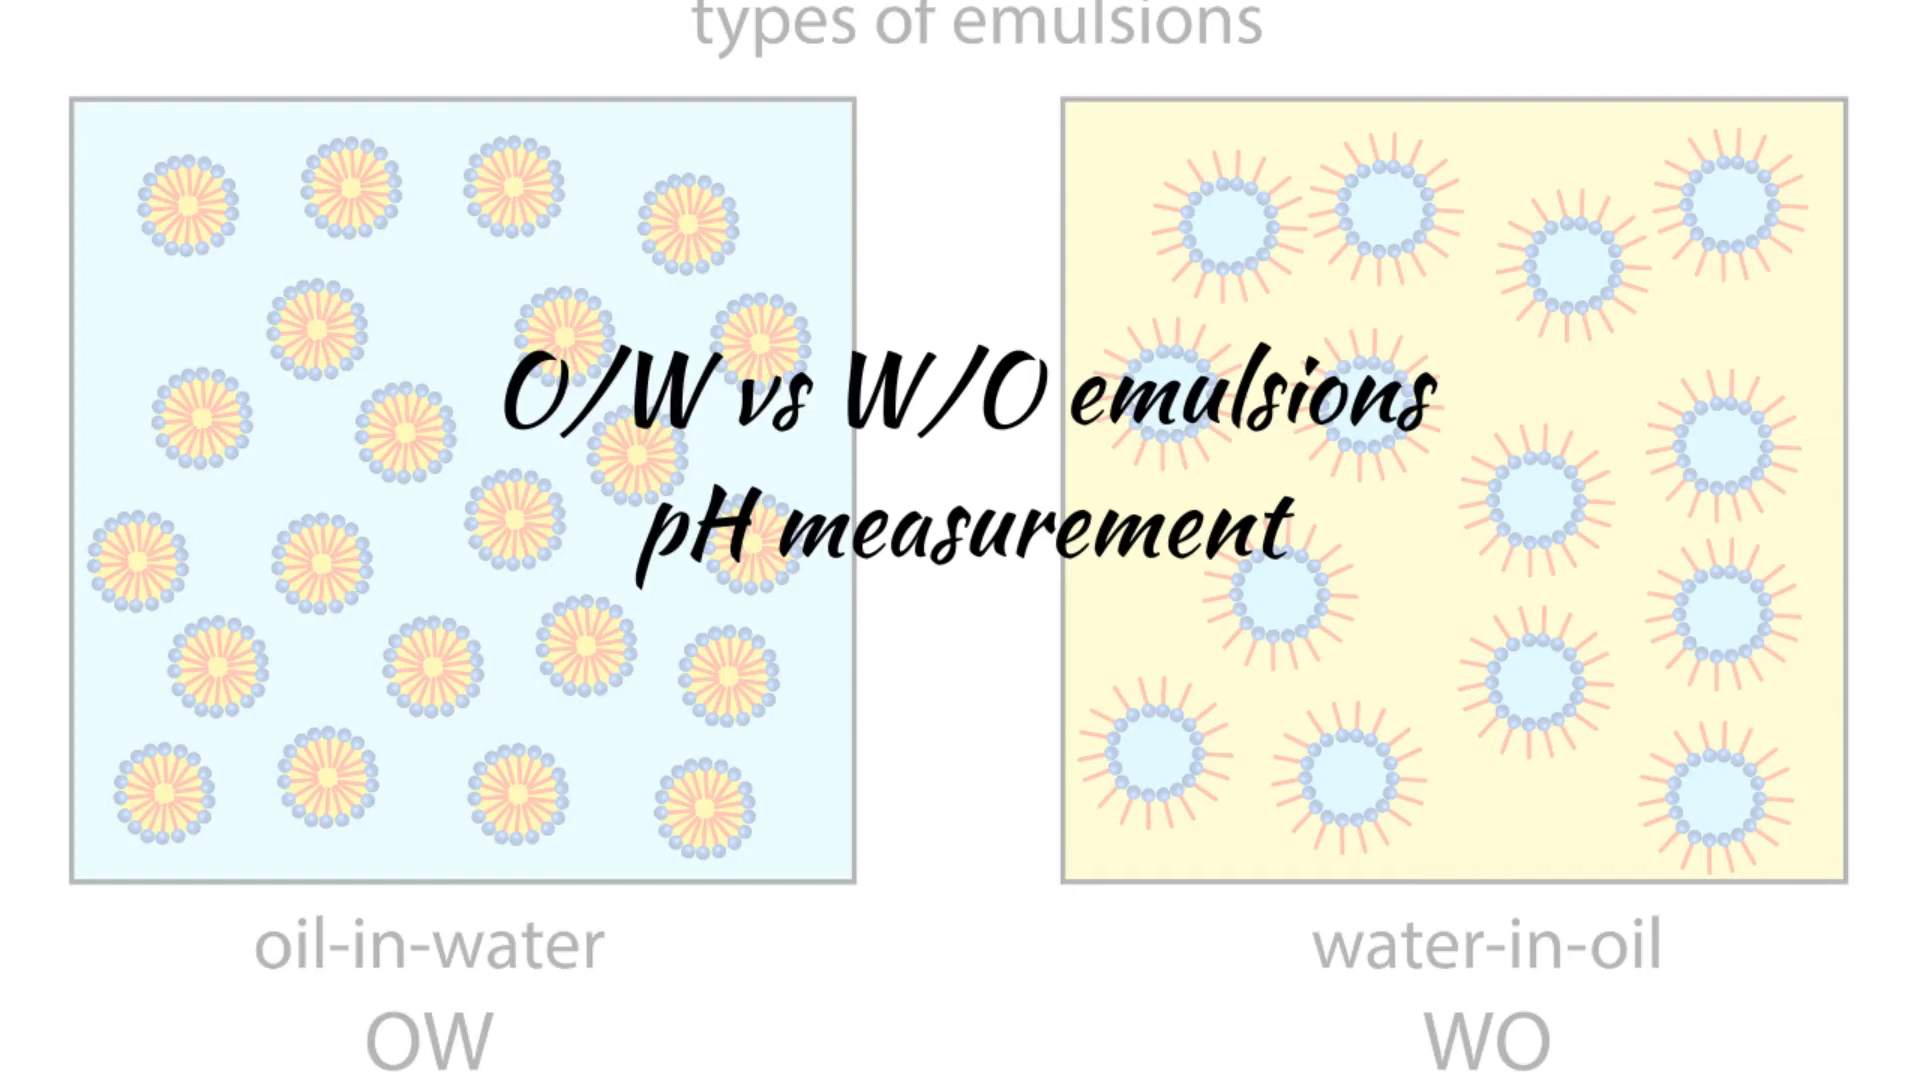 types of emulsions
O/W vs W/O emulsions
pH measurement
oil-in-water
OW
water-in-oil
WO